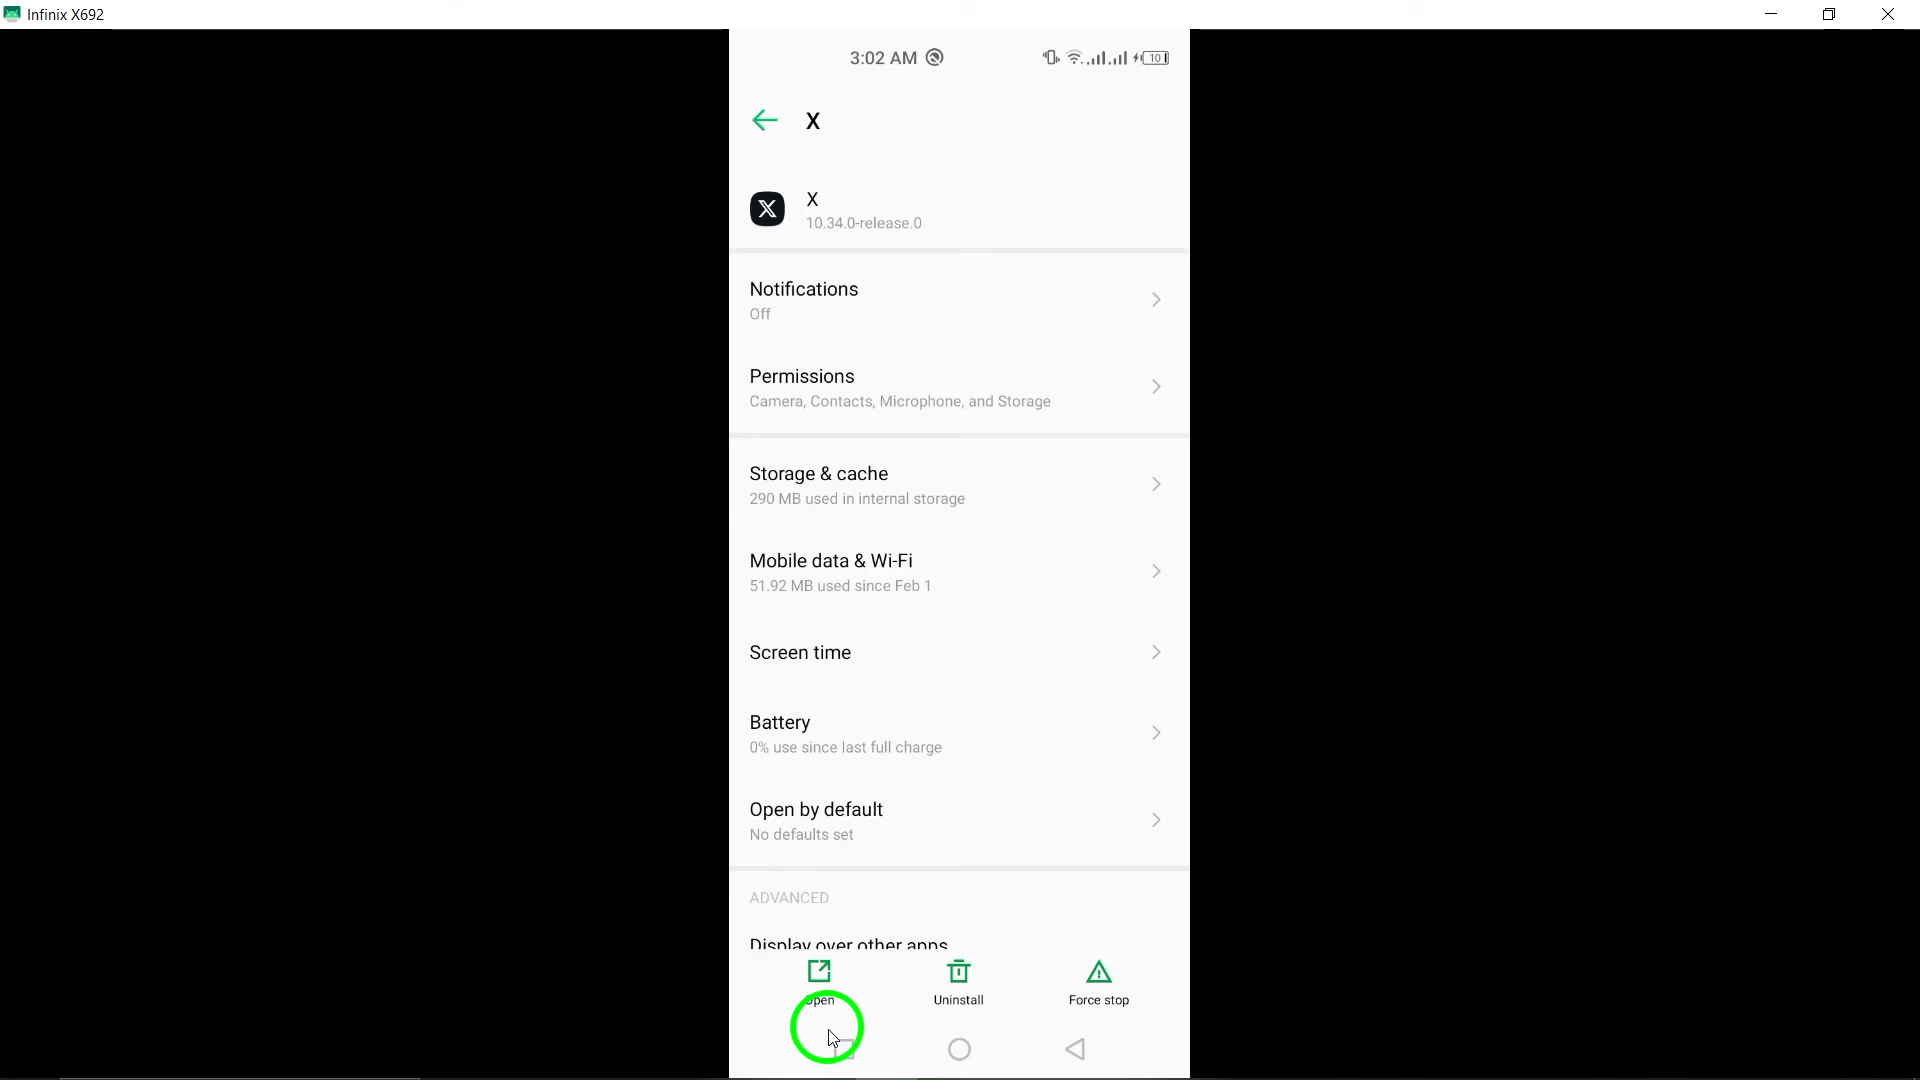 Infinix X692
3:02 AM
10
X
X
10.34.0-release.0
Notifications
Off
Permissions
Camera, Contacts, Microphone, and Storage
Storage & cache
290 MB used in internal storage
Mobile data & Wi-Fi
51.92 MB used since Feb 1
Screen time
Battery
0% use since last full charge
Open by default
No defaults set
ADVANCED
Display over other apps
Open
Uninstall
Force stop